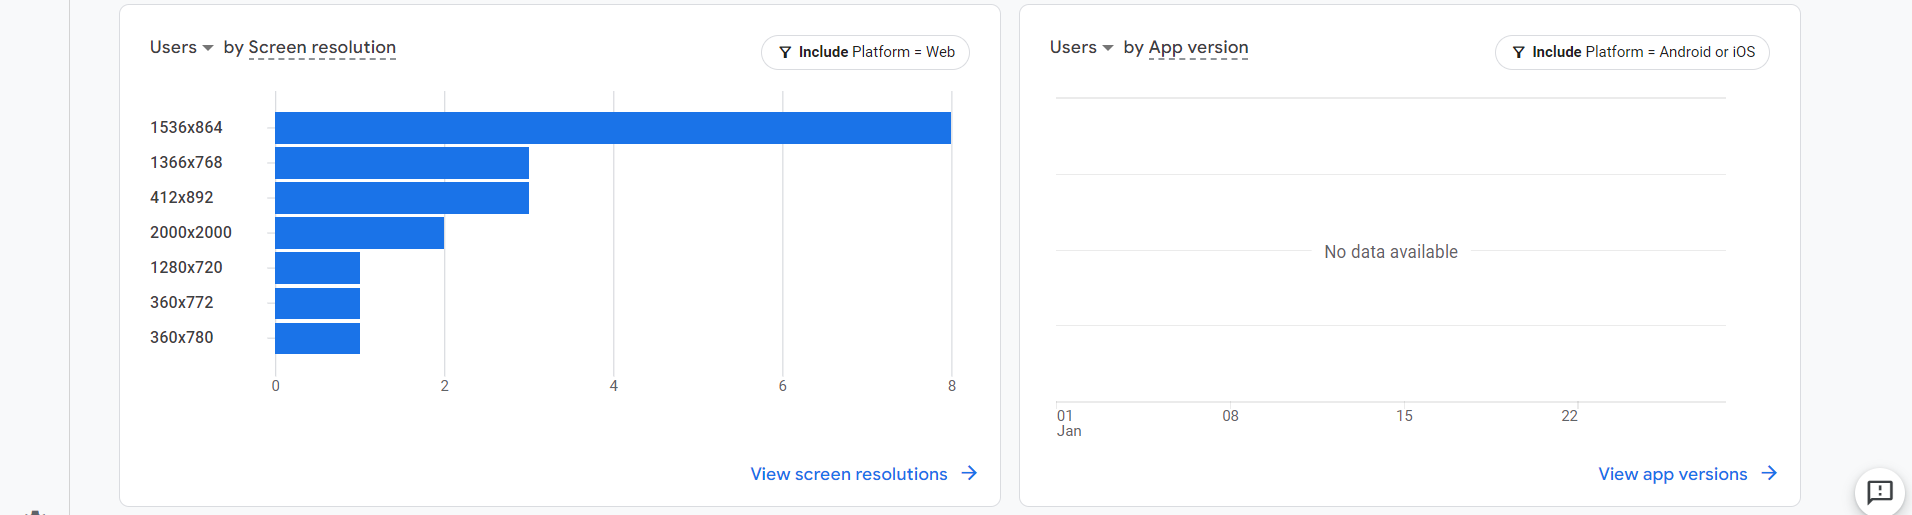 Users by Screen resolution
Include Platform = Web
1536x864
1366x768
412x892
2000x2000
1280x720
360x772
360x780
0 2 4 6 8
View screen resolutions
Users by App version
Include Platform = Android or iOS
No data available
01 08 15 22
Jan
View app versions